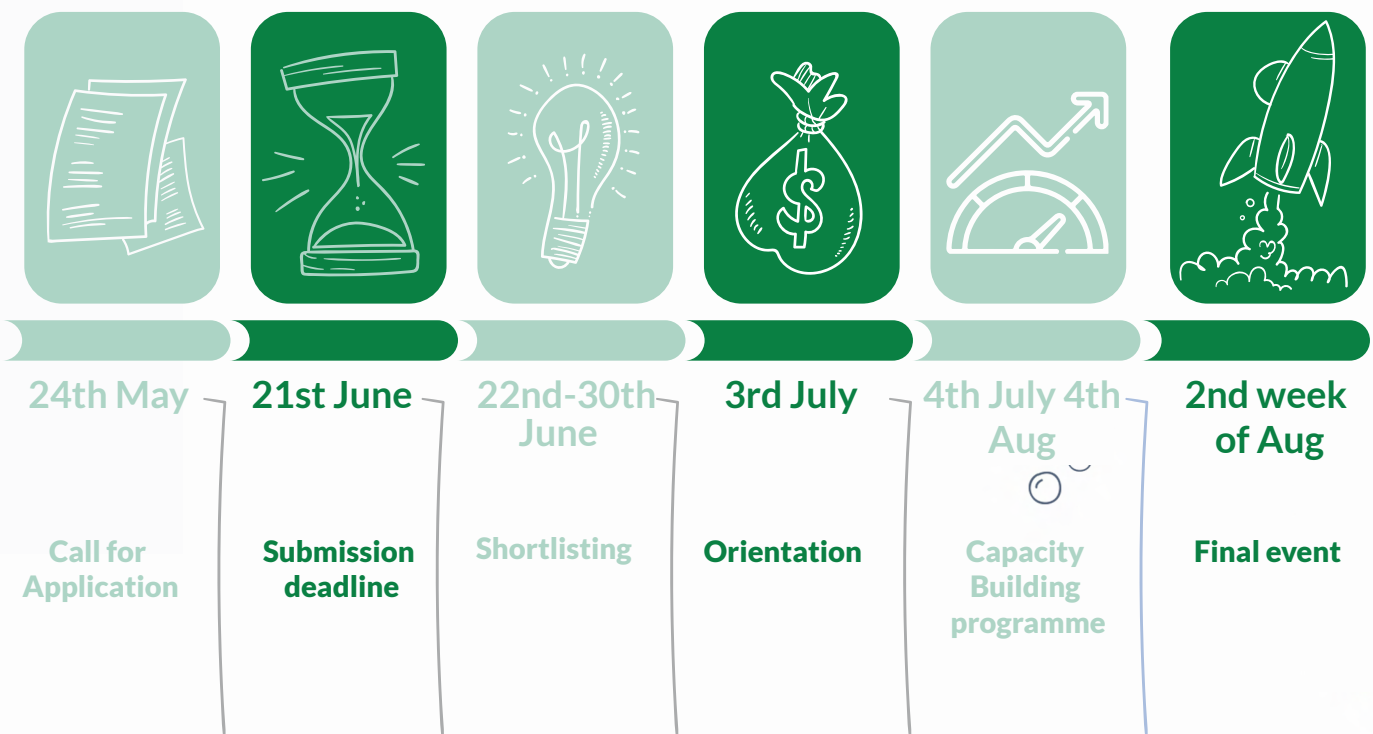 24th May
Call for
Application
21st June
Submission
deadline
22nd-30th
June
Shortlisting
$
3rd July
Orientation
4th July 4th
Aug
Capacity
Building
programme
2nd week
of Aug
Final event